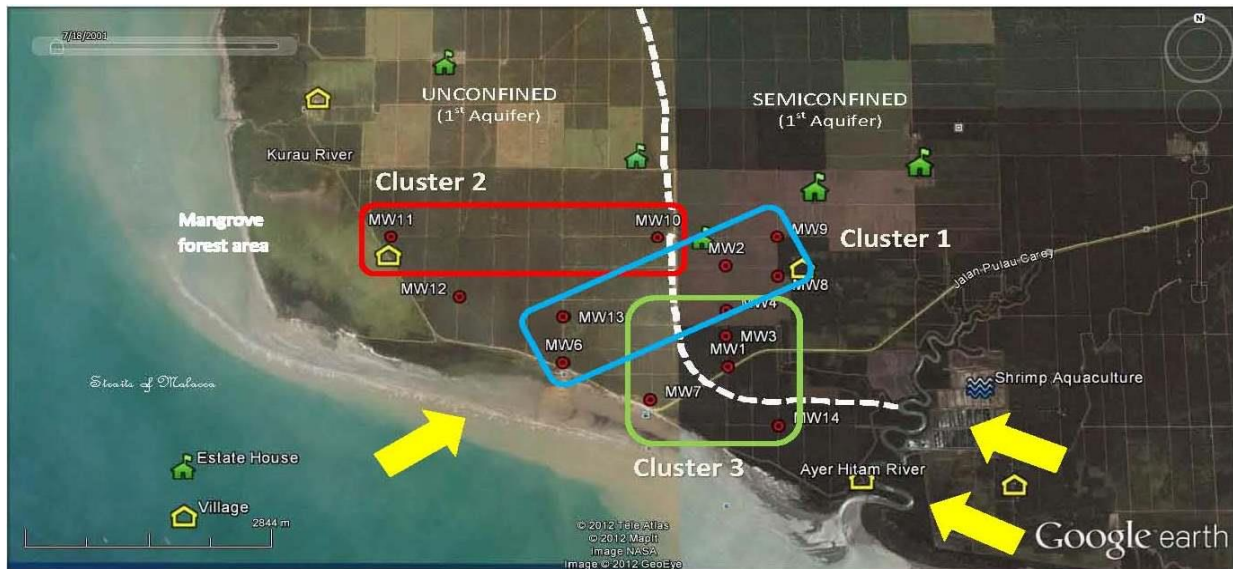 7/18/2001
N
UNCONFINED
(1st Aquifer)
SEMICONFINED
(1st Aquifer)
Kurau River
Cluster 2
Mangrove
forest area
MW11
MW10
MW9
Cluster 1
MW2
MW8
Jalan Pulau Carey
MW12
MW13
MW4
MW3
MW6
MW1
Straits of Malacca
Shrimp Aquaculture
MW7
MW14
Cluster 3
Estate House
Ayer Hitam River
Village
2844 m
© 2012 Tele Atlas
© 2012 MapIt
Image NASA
Image © 2012 GeoEye
Google earth